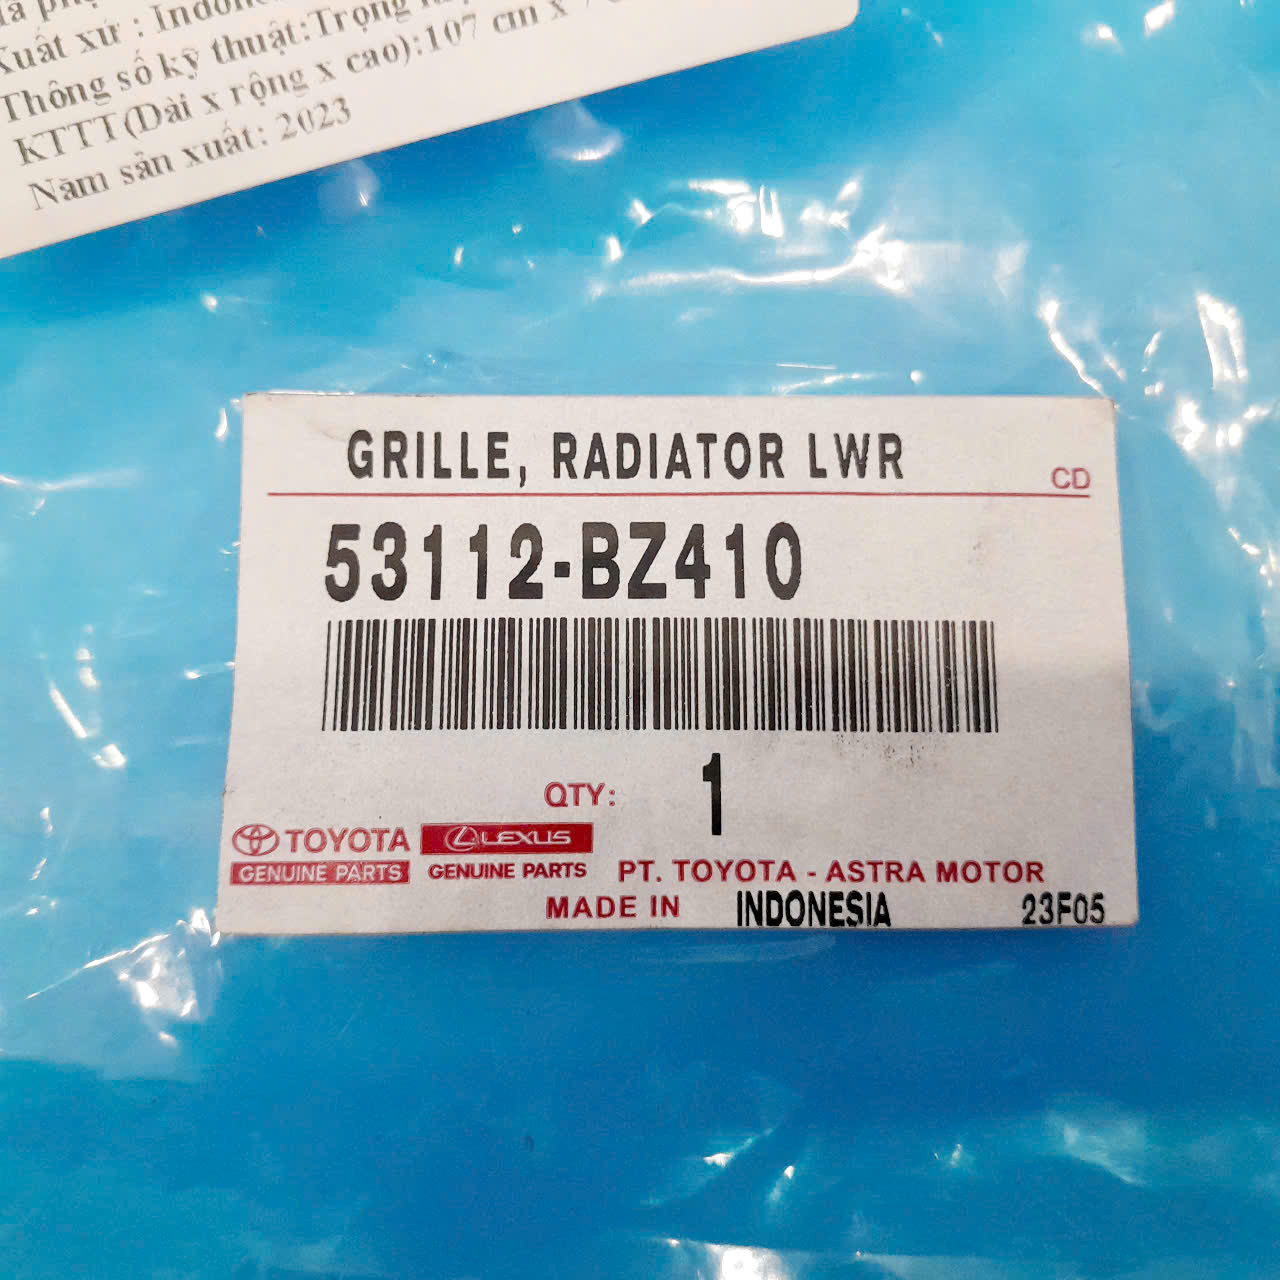 Xuất xứ : Indone
Thông số kỹ thuật:Trọng
KTTT(Dài x rộng x cao):107 cm x
Năm sản xuất: 2023
GRILLE, RADIATOR LWR
CD
53112-BZ410
QTY: 1
TOYOTA LEXUS
GENUINE PARTS GENUINE PARTS PT. TOYOTA - ASTRA MOTOR
MADE IN INDONESIA 23F05